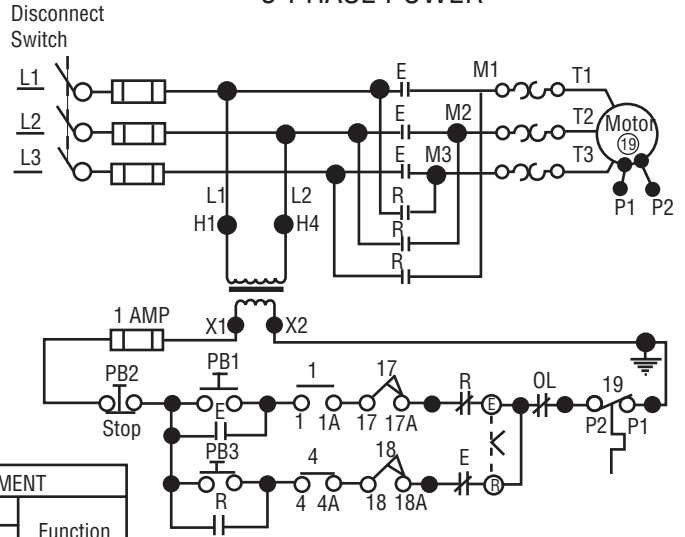 3-PHASE POWER
Disconnect
Switch
L1
L2
L3
E
M1
T1
E
M2
T2
Motor
19
E
M3
T3
R
R
R
P1 P2
L1 L2
H1 H4
1 AMP
X1 X2
PB2
Stop
PB1
E
1
1 1A
17
17 17A
R
E
OL
19
P2 P1
PB3
R
4
4 4A
18
18 18A
E
R
MENT
Function